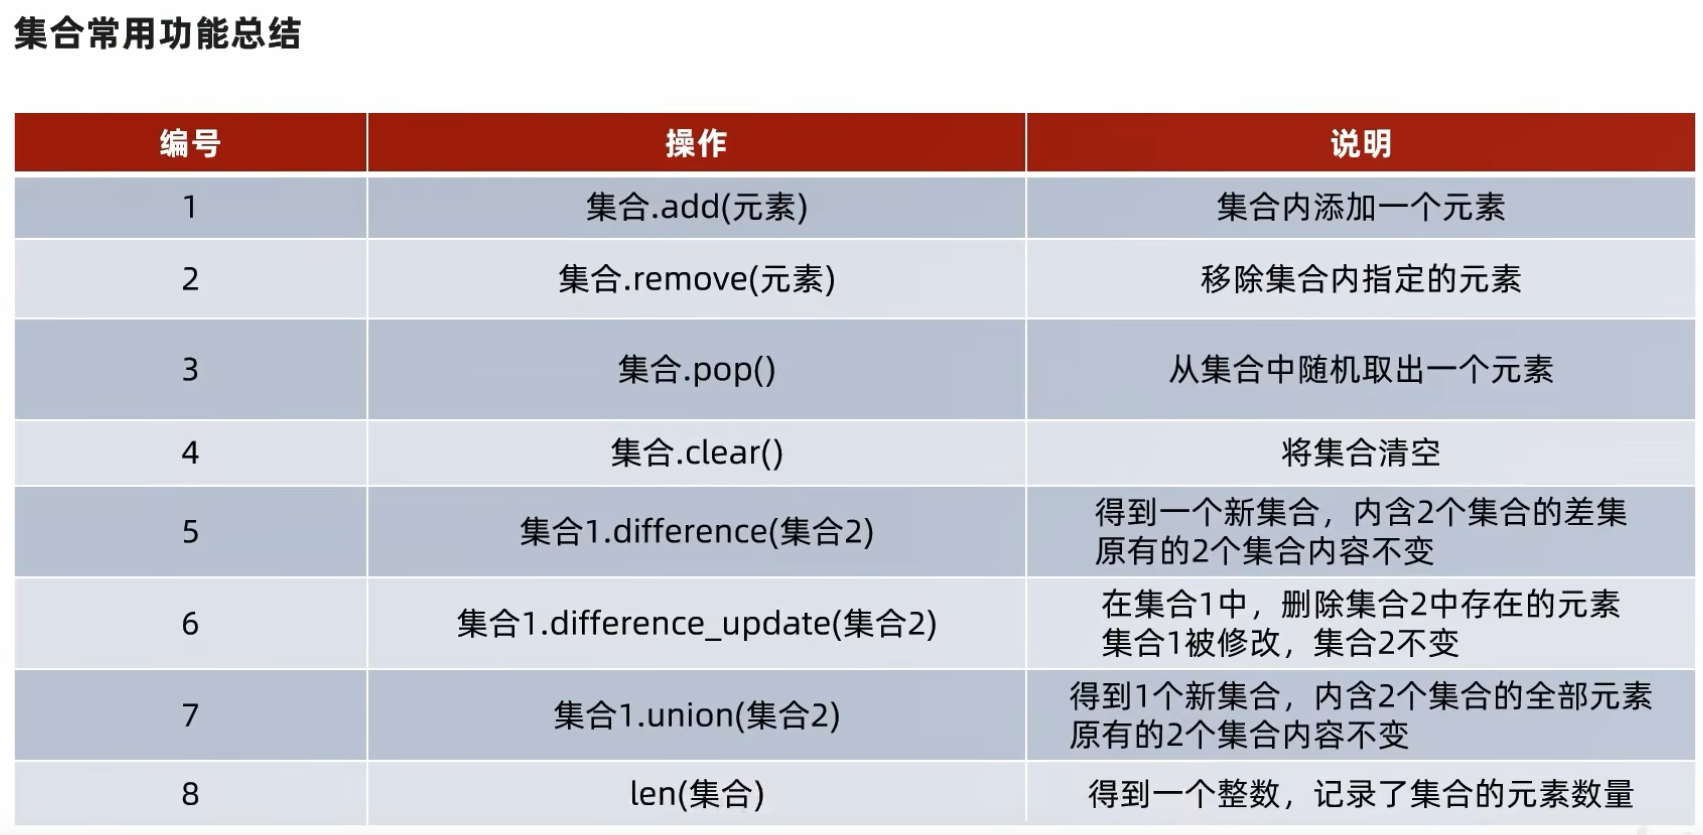 集合常用功能总结
编号 操作 说明
1 集合.add(元素) 集合内添加一个元素
2 集合.remove(元素) 移除集合内指定的元素
3 集合.pop() 从集合中随机取出一个元素
4 集合.clear() 将集合清空
5 集合1.difference(集合2) 得到一个新集合，内含2个集合的差集
原有的2个集合内容不变
6 集合1.difference_update(集合2) 在集合1中，删除集合2中存在的元素
集合1被修改，集合2不变
7 集合1.union(集合2) 得到1个新集合，内含2个集合的全部元素
原有的2个集合内容不变
8 len(集合) 得到一个整数，记录了集合的元素数量